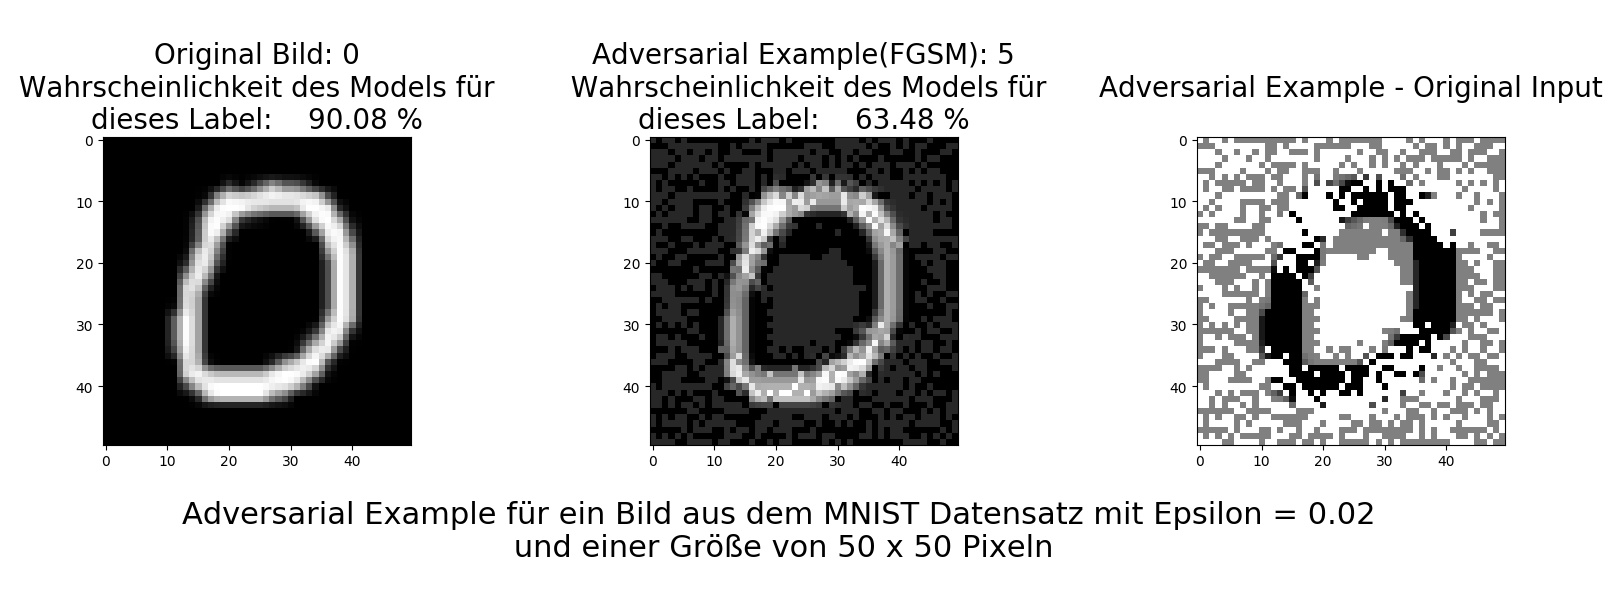 Original Bild: 0
Wahrscheinlichkeit des Models für
dieses Label: 90.08 %
0
10
20
30
40
0 10 20 30 40
Adversarial Example(FGSM): 5
Wahrscheinlichkeit des Models für
dieses Label: 63.48 %
0
10
20
30
40
0 10 20 30 40
Adversarial Example - Original Input
0
10
20
30
40
0 10 20 30 40
Adversarial Example für ein Bild aus dem MNIST Datensatz mit Epsilon = 0.02
und einer Größe von 50 x 50 Pixeln